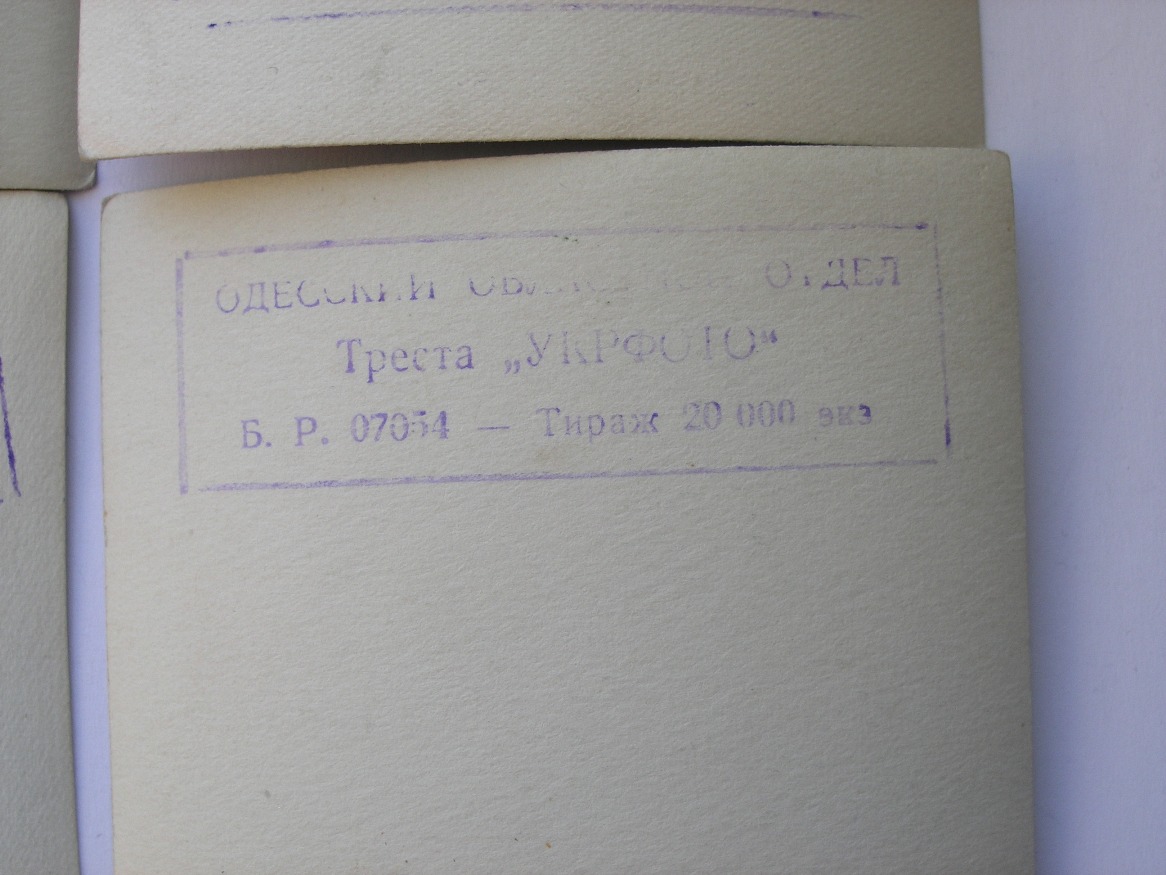 ОДЕССКИЙ ОТДЕЛ
Треста „УКРФОТО“
Б. Р. 07054 — Тираж 20 000 экз